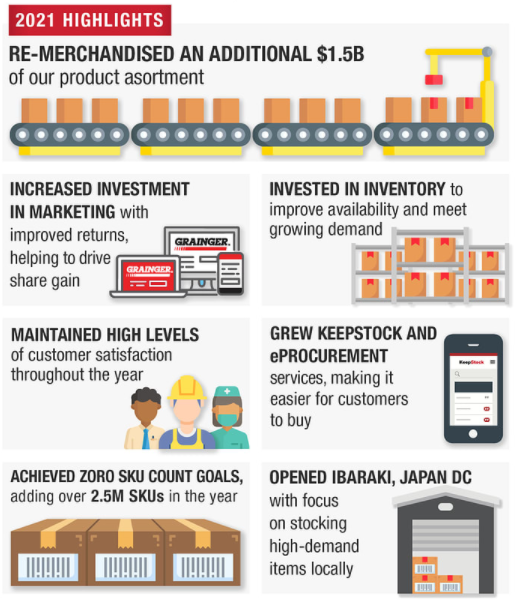 2021 HIGHLIGHTS
RE-MERCHANDISED AN ADDITIONAL $1.5B
of our product asortment
INCREASED INVESTMENT
IN MARKETING with
improved returns,
helping to drive
share gain
GRAINGER.
GRAINGER.
INVESTED IN INVENTORY to
improve availability and meet
growing demand
MAINTAINED HIGH LEVELS
of customer satisfaction
throughout the year
GREW KEEPSTOCK AND
ePROCUREMENT
services, making it
easier for customers
to buy
KeepStock
ACHIEVED ZORO SKU COUNT GOALS,
adding over 2.5M SKUs in the year
OPENED IBARAKI, JAPAN DC
with focus
on stocking
high-demand
items locally